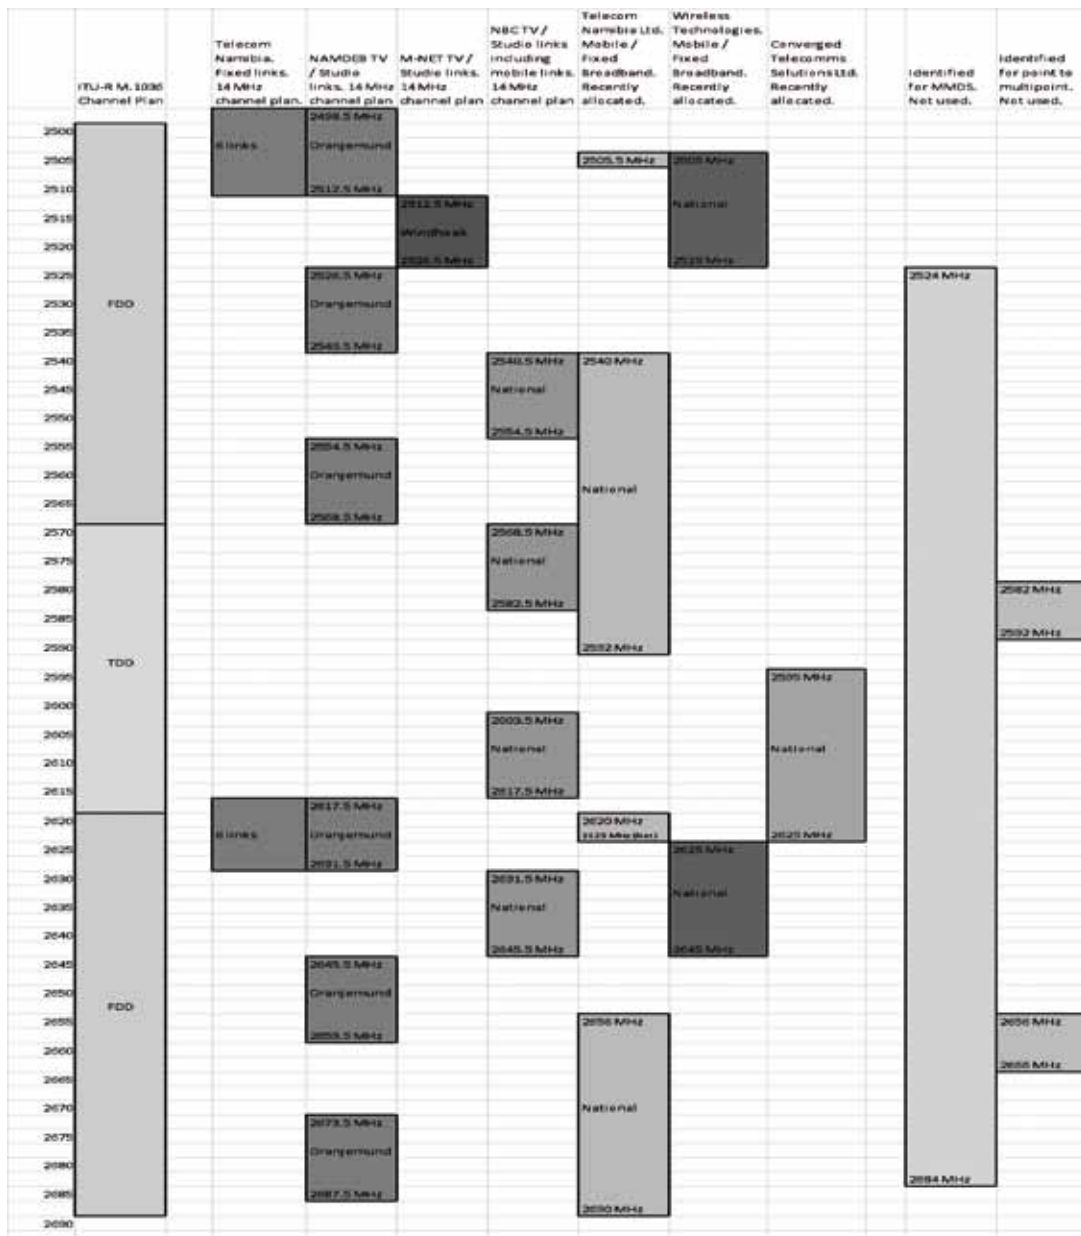 ITU-R M.1036
Channel Plan
Telecom
Namibia.
Fixed links.
14 MHz
channel plan.
NAMDEB TV
/ Studio
links. 14 MHz
channel plan
M-NET TV /
Studio links.
14 MHz
channel plan
NBC TV /
Studio links
including
mobile links.
14 MHz
channel plan
Telecom
Namibia Ltd.
Mobile /
Fixed
Broadband.
Recently
allocated.
Wireless
Technologies.
Mobile /
Fixed
Broadband.
Recently
allocated.
Converged
Telecomms
Solutions Ltd.
Recently
allocated.
Identified
for MMDS.
Not used.
Identified
for point to
multipoint.
Not used.
2500
2505
2510
2515
2520
2525
2530
2535
2540
2545
2550
2555
2560
2565
2570
2575
2580
2585
2590
2595
2600
2605
2610
2615
2620
2625
2630
2635
2640
2645
2650
2655
2660
2665
2670
2675
2680
2685
2690
FDD
TDD
FDD
6 links
6 links
2498.5 MHz
Oranjemund
2512.5 MHz
2526.5 MHz
Oranjemund
2540.5 MHz
2554.5 MHz
Oranjemund
2568.5 MHz
2617.5 MHz
Oranjemund
2631.5 MHz
2645.5 MHz
Oranjemund
2659.5 MHz
2673.5 MHz
Oranjemund
2687.5 MHz
2512.5 MHz
Windhoek
2526.5 MHz
2540.5 MHz
National
2554.5 MHz
2568.5 MHz
National
2582.5 MHz
2603.5 MHz
National
2617.5 MHz
2631.5 MHz
National
2645.5 MHz
2505.5 MHz
2540 MHz
National
2592 MHz
2620 MHz
2656 MHz
National
2690 MHz
2505 MHz
National
2525 MHz
2625 MHz
National
2645 MHz
2595 MHz
National
2625 MHz
2524 MHz
2684 MHz
2582 MHz
2592 MHz
2656 MHz